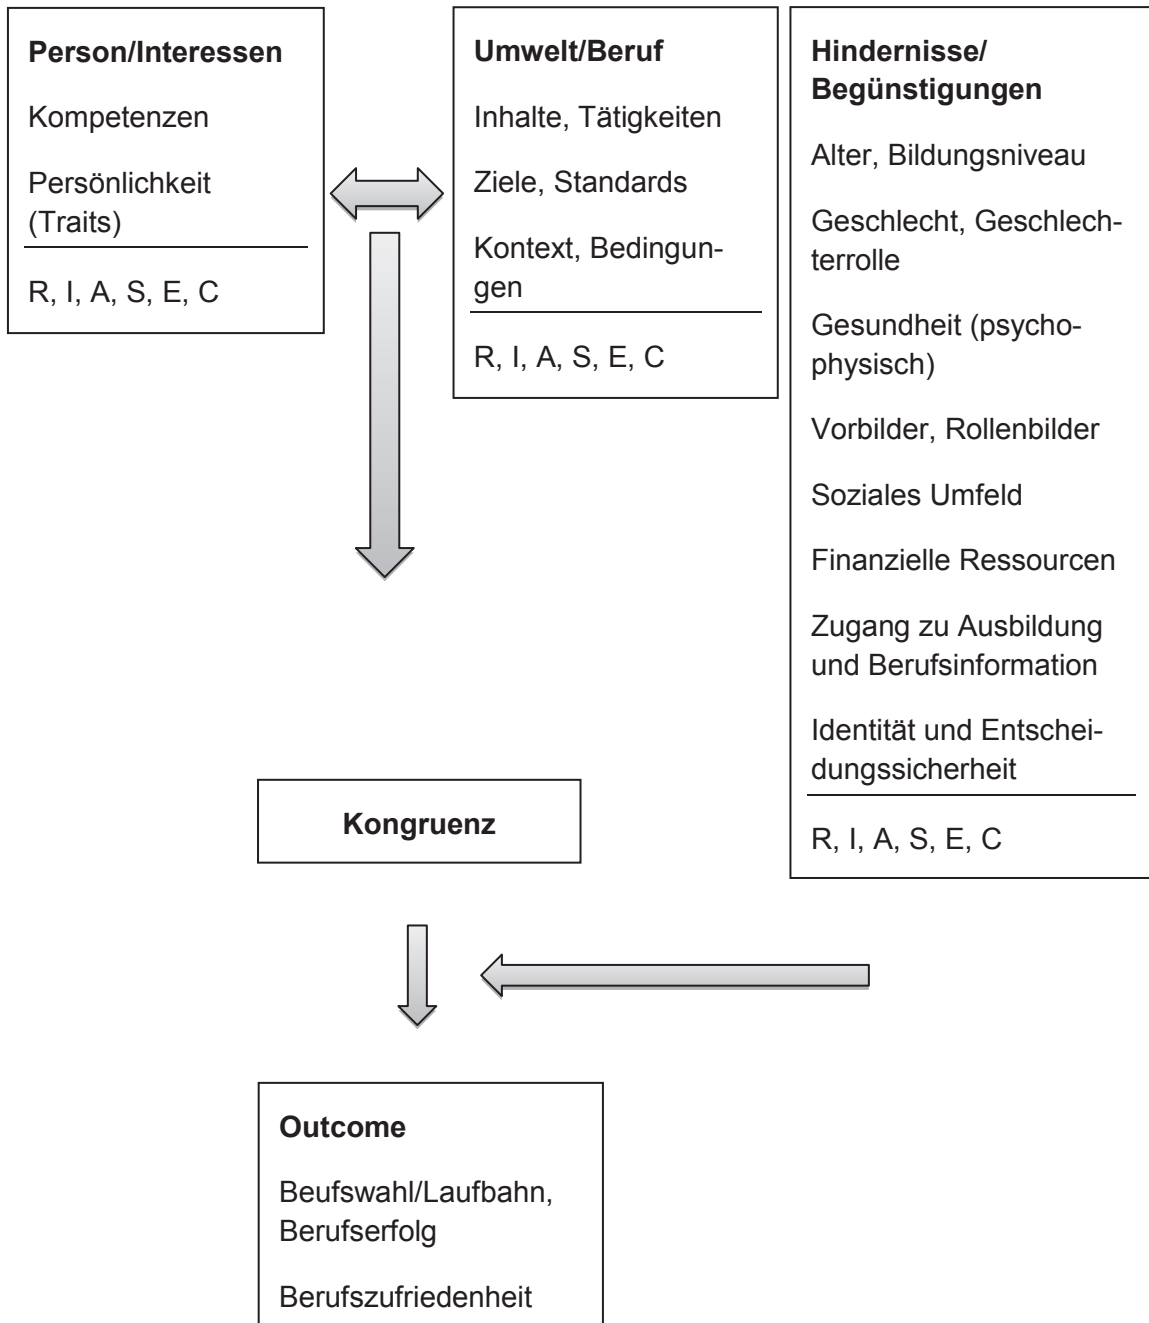 Person/Interessen
Kompetenzen
Persönlichkeit
(Traits)
R, I, A, S, E, C
Umwelt/Beruf
Inhalte, Tätigkeiten
Ziele, Standards
Kontext, Bedingun-
gen
R, I, A, S, E, C
Hindernisse/
Begünstigungen
Alter, Bildungsniveau
Geschlecht, Geschlech-
terrolle
Gesundheit (psycho-
physisch)
Vorbilder, Rollenbilder
Soziales Umfeld
Finanzielle Ressourcen
Zugang zu Ausbildung
und Berufsinformation
Identität und Entschei-
dungssicherheit
R, I, A, S, E, C
Kongruenz
Outcome
Beufswahl/Laufbahn,
Berufserfolg
Berufszufriedenheit